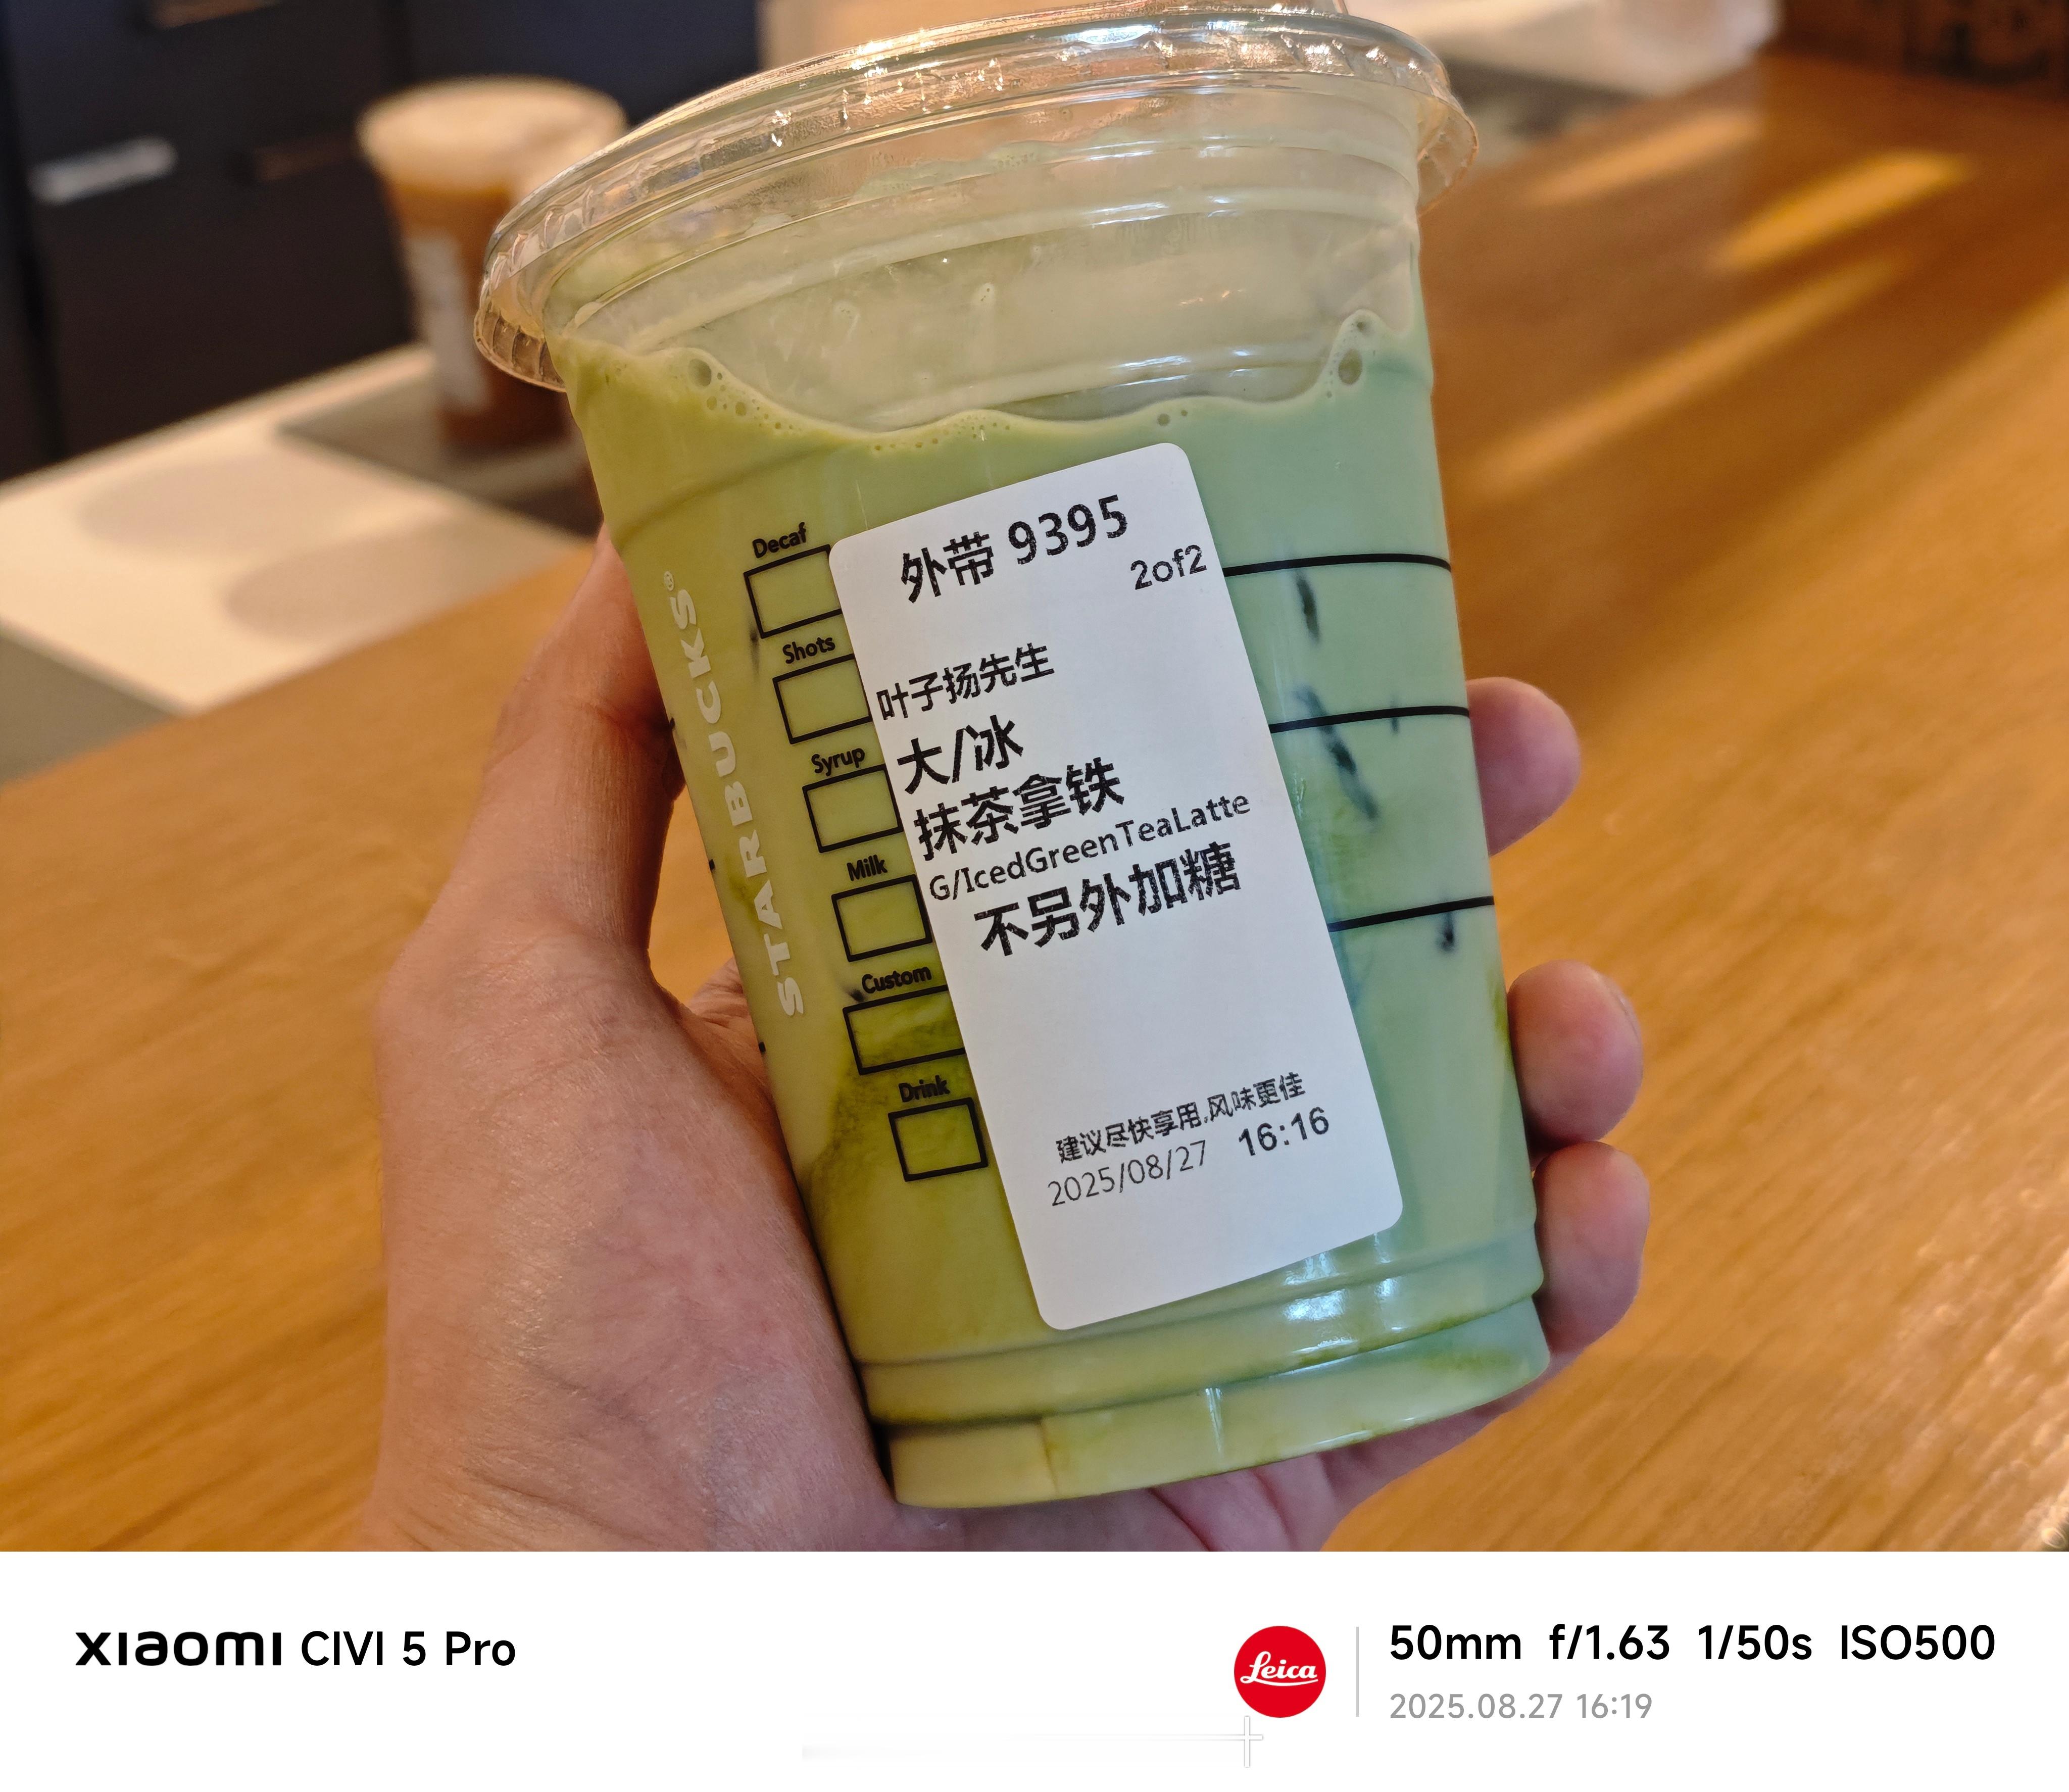 外带 9395
2of2
叶子扬先生
大/冰
抹茶拿铁
G/IcedGreenTeaLatte
不另外加糖
建议尽快享用,风味更佳
2025/08/27 16:16
Decaf
Shots
Syrup
Milk
Custom
Drink
STARBUCKS®
xiaomi CIVI 5 Pro
Leica
50mm f/1.63 1/50s ISO500
2025.08.27 16:19